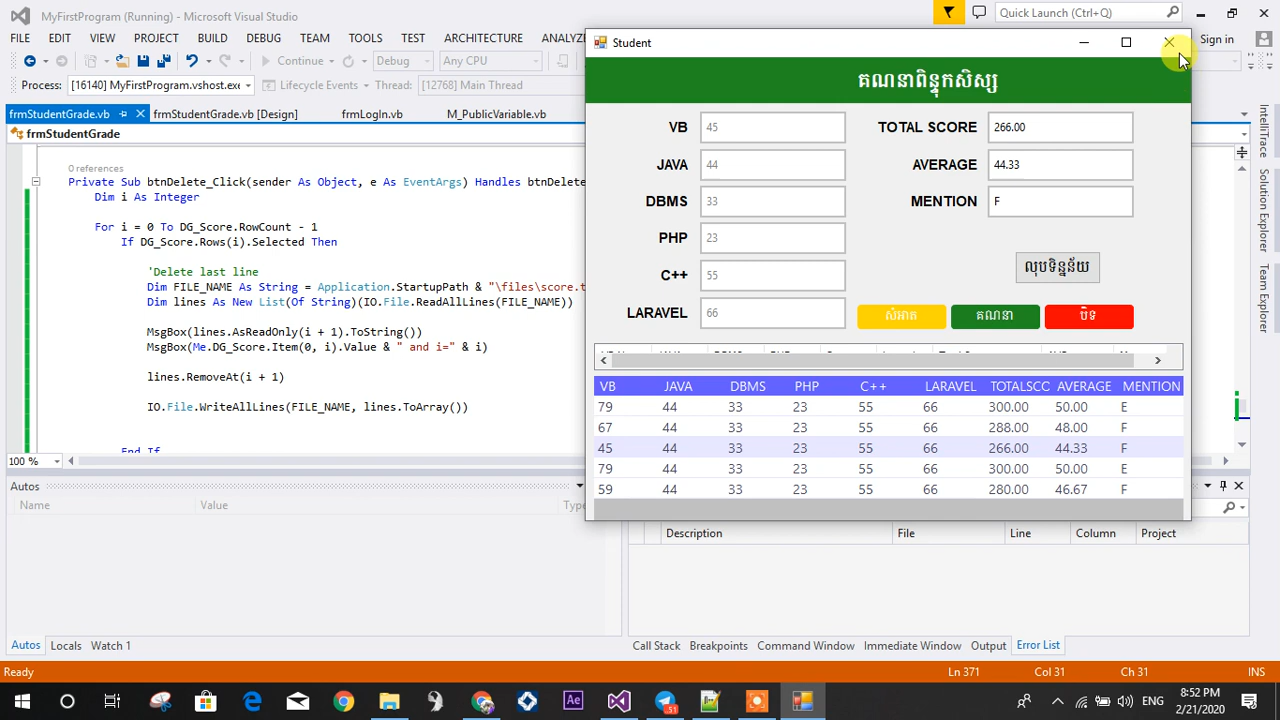 MyFirstProgram (Running) - Microsoft Visual Studio
Quick Launch (Ctrl+Q)
FILE EDIT VIEW PROJECT BUILD DEBUG TEAM TOOLS TEST ARCHITECTURE ANALYZ
Sign in
Continue Debug Any CPU
Process: [16140] MyFirstProgram.vshost.exe Lifecycle Events Thread: [12768] Main Thread
frmStudentGrade.vb frmStudentGrade.vb [Design] frmLogIn.vb M_PublicVariable.vb
frmStudentGrade
0 references
Private Sub btnDelete_Click(sender As Object, e As EventArgs) Handles btnDelete
Dim i As Integer
For i = 0 To DG_Score.RowCount - 1
If DG_Score.Rows(i).Selected Then
'Delete last line
Dim FILE_NAME As String = Application.StartupPath & "\files\score.t
Dim lines As New List(Of String)(IO.File.ReadAllLines(FILE_NAME))
MsgBox(lines.AsReadOnly(i + 1).ToString())
MsgBox(Me.DG_Score.Item(0, i).Value & " and i=" & i)
lines.RemoveAt(i + 1)
IO.File.WriteAllLines(FILE_NAME, lines.ToArray())
End If
100 %
Student
គណនាពិន្ទុកសិស្ស
VB 45 TOTAL SCORE 266.00
JAVA 44 AVERAGE 44.33
DBMS 33 MENTION F
PHP 23
C++ 55
លុបទិន្នន័យ
LARAVEL 66
សំអាត គណនា បិទ
VB JAVA DBMS PHP C++ LARAVEL TOTALSCC AVERAGE MENTION
79 44 33 23 55 66 300.00 50.00 E
67 44 33 23 55 66 288.00 48.00 F
45 44 33 23 55 66 266.00 44.33 F
79 44 33 23 55 66 300.00 50.00 E
59 44 33 23 55 66 280.00 46.67 F
IntelliTrace
Solution Explorer
Team Explorer
Autos
Name Value Type
Description File Line Column Project
Autos Locals Watch 1
Call Stack Breakpoints Command Window Immediate Window Output Error List
Ready Ln 371 Col 31 Ch 31 INS
Ae 51
ENG
8:52 PM
2/21/2020